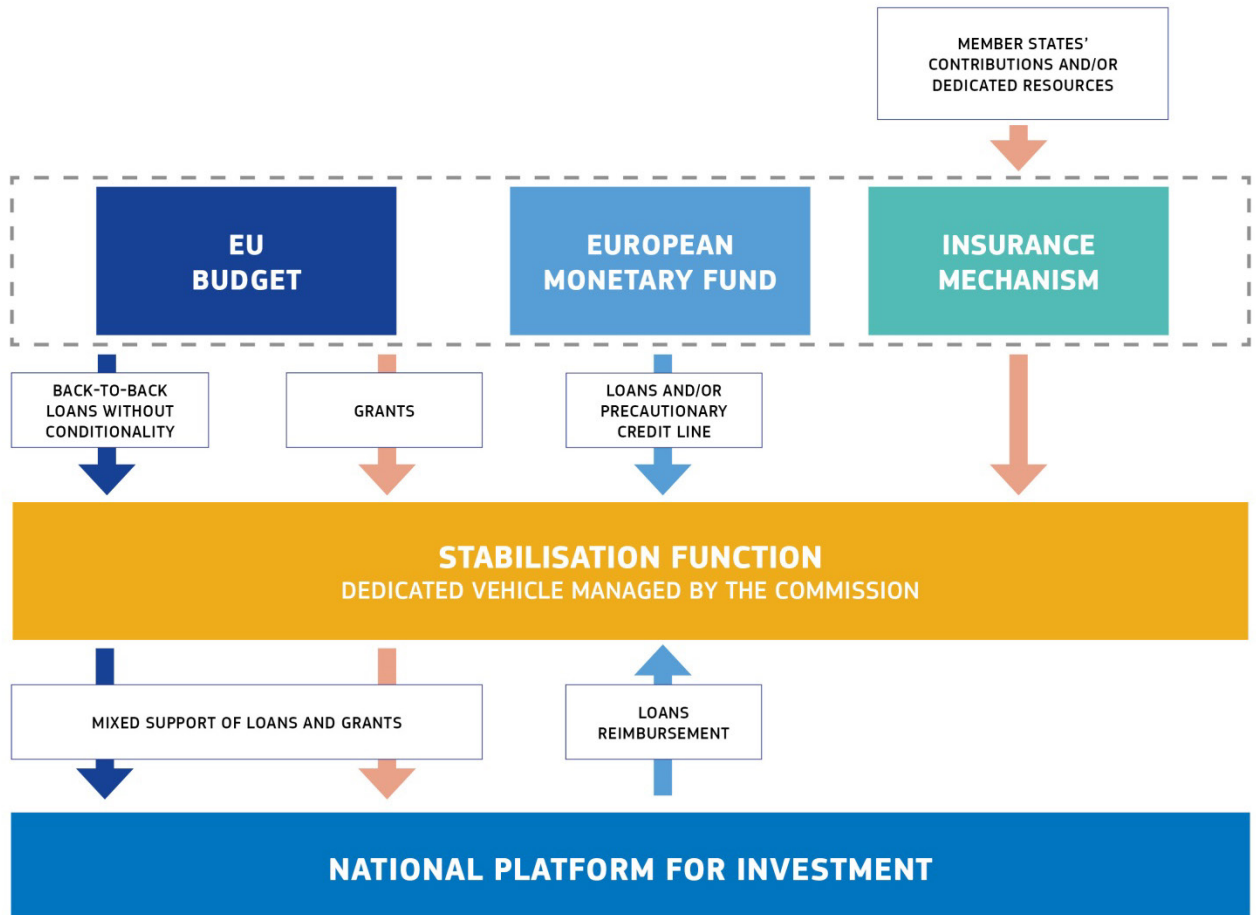 MEMBER STATES'
CONTRIBUTIONS AND/OR
DEDICATED RESOURCES
EU
BUDGET
EUROPEAN
MONETARY FUND
INSURANCE
MECHANISM
BACK-TO-BACK
LOANS WITHOUT
CONDITIONALITY
GRANTS
LOANS AND/OR
PRECAUTIONARY
CREDIT LINE
STABILISATION FUNCTION
DEDICATED VEHICLE MANAGED BY THE COMMISSION
MIXED SUPPORT OF LOANS AND GRANTS
LOANS
REIMBURSEMENT
NATIONAL PLATFORM FOR INVESTMENT